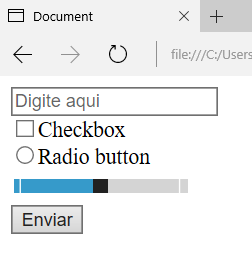 Document
file:///C:/Users
Digite aqui
Checkbox
Radio button
Enviar